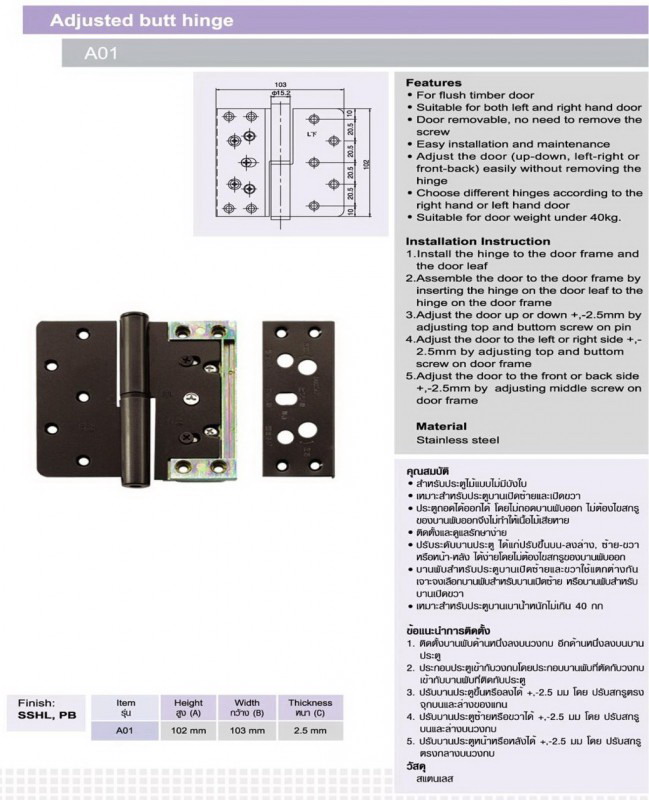 Adjusted butt hinge
A01
103
φ15.2
10
20.5
20.5
20.5
20.5
10
102
Features
• For flush timber door
• Suitable for both left and right hand door
• Door removable, no need to remove the
screw
• Easy installation and maintenance
• Adjust the door (up-down, left-right or
front-back) easily without removing the
hinge
• Choose different hinges according to the
right hand or left hand door
• Suitable for door weight under 40kg.
Installation Instruction
1.Install the hinge to the door frame and
the door leaf
2.Assemble the door to the door frame by
inserting the hinge on the door leaf to the
hinge on the door frame
3.Adjust the door up or down +,-2.5mm by
adjusting top and buttom screw on pin
4.Adjust the door to the left or right side +,-
2.5mm by adjusting top and buttom
screw on door frame
5.Adjust the door to the front or back side
+,-2.5mm by adjusting middle screw on
door frame
Material
Stainless steel
คุณสมบัติ
• สำหรับประตูไม้แบบไม่มีบังใบ
• เหมาะสำหรับประตูบานเปิดซ้ายและเปิดขวา
• ประตูถอดได้ออกได้ โดยไม่ถอดบานพับออก ไม่ต้องไขสกรู
ของบานพับออกจึงไม่ทำให้เนื้อไม้เสียหาย
• ติดตั้งและดูแลรักษาง่าย
• ปรับระดับบานประตู ได้แก่ปรับขึ้นบน-ลงล่าง, ซ้าย-ขวา
หรือหน้า-หลัง ได้ง่ายโดยไม่ต้องไขสกรูของบานพับออก
• บานพับสำหรับประตูบานเปิดซ้ายและขวาใช้แตกต่างกัน
เจาะจงเลือกบานพับสำหรับบานเปิดซ้าย หรือบานพับสำหรับ
บานเปิดขวา
• เหมาะสำหรับประตูบานเบาน้ำหนักไม่เกิน 40 กก
ข้อแนะนำการติดตั้ง
1. ติดตั้งบานพับด้านหนึ่งลงบนวงกบ อีกด้านหนึ่งลงบนบาน
ประตู
2. ประกอบประตูเข้ากับวงกบโดยประกอบบานพับที่ติดกับวงกบ
เข้ากับบานพับที่ติดกับประตู
3. ปรับบานประตูขึ้นหรือลงได้ +,-2.5 มม โดย ปรับสกรูตรง
จุกบนและล่างของแกน
4. ปรับบานประตูซ้ายหรือขวาได้ +,-2.5 มม โดย ปรับสกรู
บนและล่างบนวงกบ
5. ปรับบานประตูหน้าหรือหลังได้ +,-2.5 มม โดย ปรับสกรู
ตรงกลางบนวงกบ
วัสดุ
สแตนเลส
Finish:
SSHL, PB
Item Height Width Thickness
รุ่น สูง (A) กว้าง (B) หนา (C)
A01 102 mm 103 mm 2.5 mm